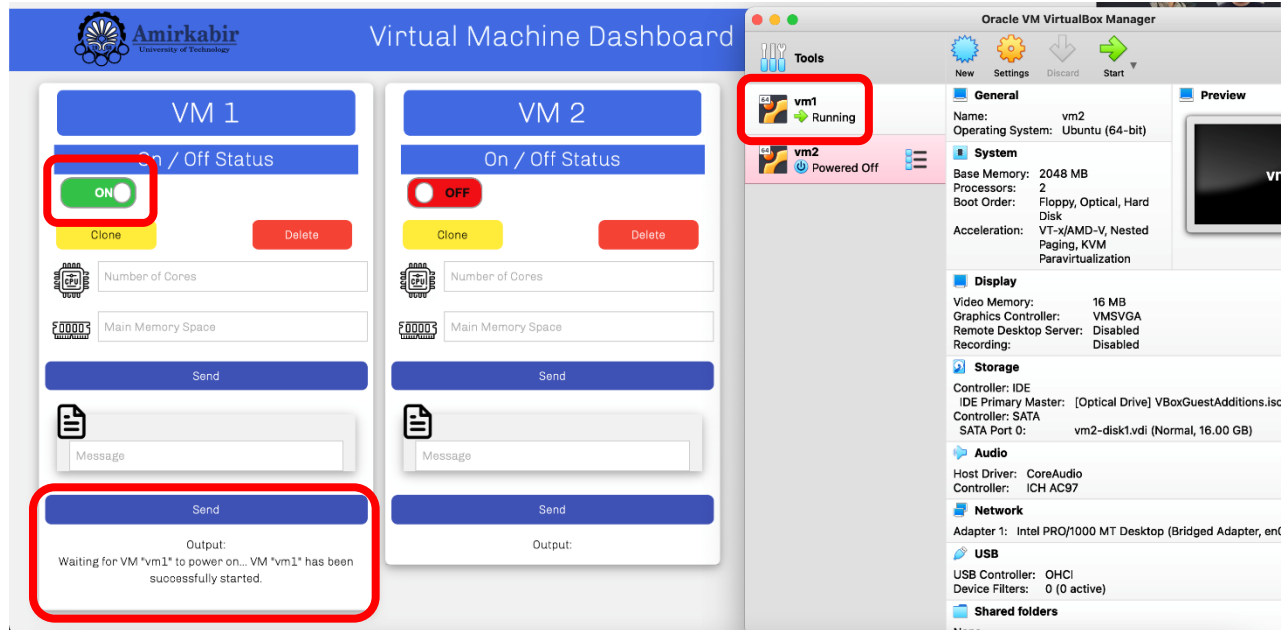 Amirkabir
University of Technology
Virtual Machine Dashboard
VM 1
On / Off Status
ON
Clone
Delete
CPU
Number of Cores
Main Memory Space
Send
Message
Send
Output:
Waiting for VM "vm1" to power on... VM "vm1" has been
successfully started.
VM 2
On / Off Status
OFF
Clone
Delete
CPU
Number of Cores
Main Memory Space
Send
Message
Send
Output:
Oracle VM VirtualBox Manager
Tools
New
Settings
Discard
Start
64
vm1
Running
64
vm2
Powered Off
General
Name: vm2
Operating System: Ubuntu (64-bit)
System
Base Memory: 2048 MB
Processors: 2
Boot Order: Floppy, Optical, Hard
Disk
Acceleration: VT-x/AMD-V, Nested
Paging, KVM
Paravirtualization
Preview
Display
Video Memory: 16 MB
Graphics Controller: VMSVGA
Remote Desktop Server: Disabled
Recording: Disabled
Storage
Controller: IDE
IDE Primary Master: [Optical Drive] VBoxGuestAdditions.iso
Controller: SATA
SATA Port 0: vm2-disk1.vdi (Normal, 16.00 GB)
Audio
Host Driver: CoreAudio
Controller: ICH AC97
Network
Adapter 1: Intel PRO/1000 MT Desktop (Bridged Adapter, en0
USB
USB Controller: OHCI
Device Filters: 0 (0 active)
Shared folders